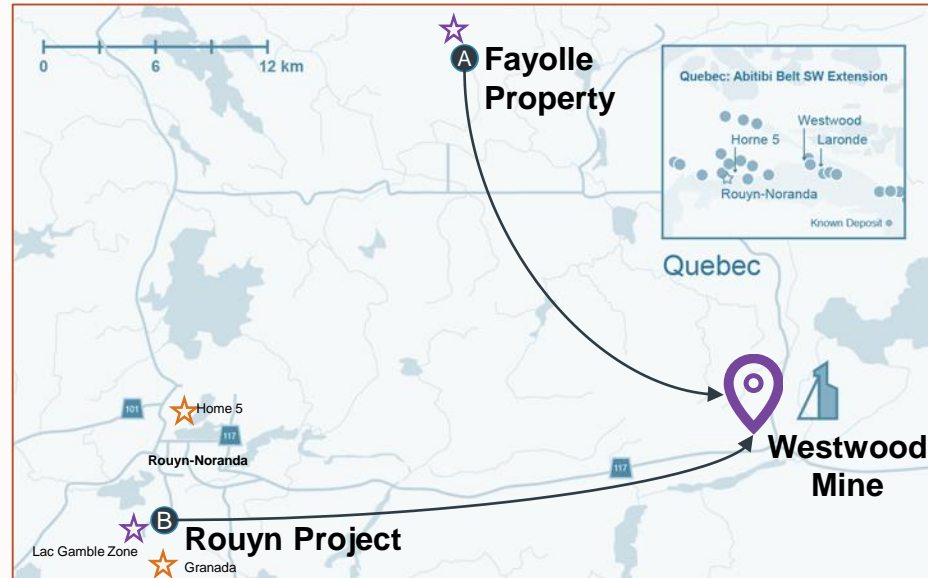 0 6 12 km
A
Fayolle
Property
Quebec: Abitibi Belt SW Extension
Westwood
Horne 5
Laronde
Rouyn-Noranda
Known Deposit
Quebec
101
Home 5
117
Rouyn-Noranda
117
Westwood
Mine
B
Rouyn Project
Lac Gamble Zone
Granada